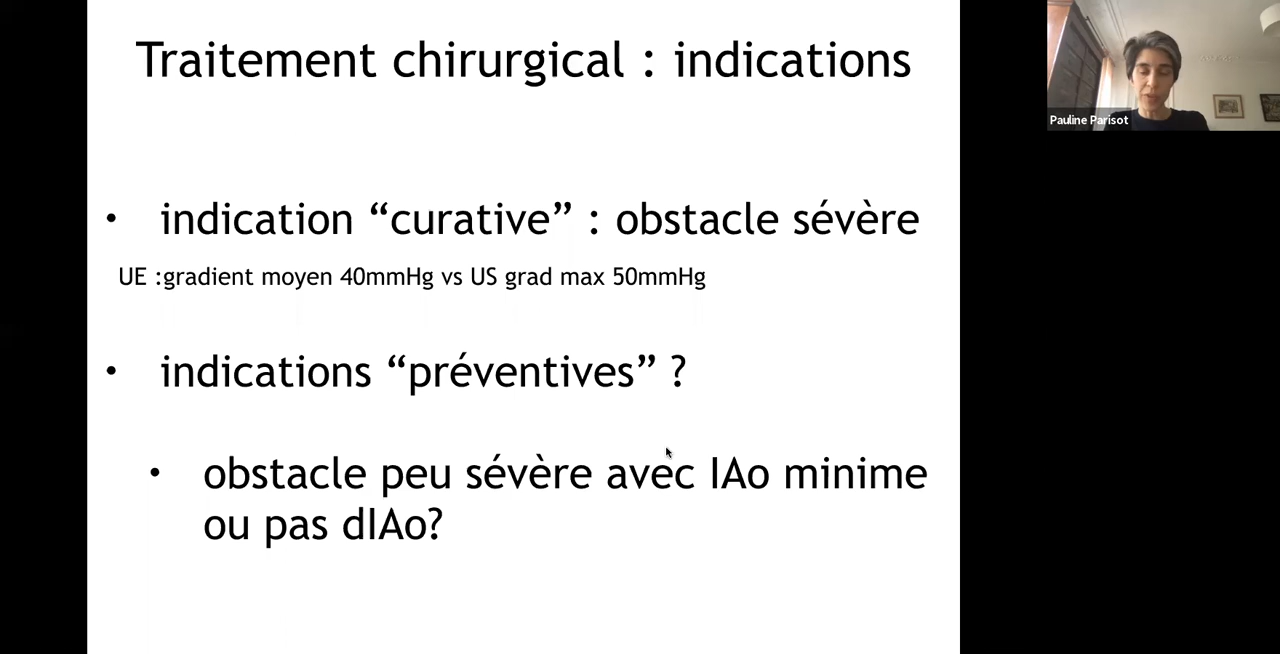 Traitement chirurgical : indications
• indication “curative” : obstacle sévère
UE :gradient moyen 40mmHg vs US grad max 50mmHg
• indications “préventives” ?
• obstacle peu sévère avec IAo minime
ou pas dIAo?
Pauline Parisot